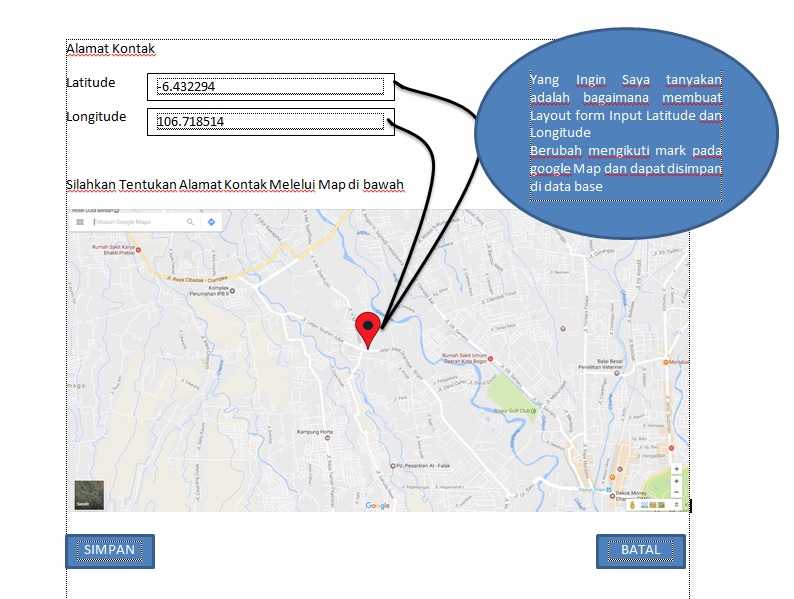 Alamat Kontak
Latitude
-6.432294
Longitude
106.718514
Yang Ingin Saya tanyakan
adalah bagaimana membuat
Layout form Input Latitude dan
Longitude
Berubah mengikuti mark pada
google Map dan dapat disimpan
di data base
Silahkan Tentukan Alamat Kontak Melelui Map di bawah
Telusuri Google Maps
Rumah Sakit Karya
Bhakti Pratiwi
Jl. Raya Cibadak - Ciampea
Komplek
Perumahan IPB II
Rumah Sakit Umum
Daerah Kota Bogor
Balai Besar
Penelitian Veteriner
Bogor Golf Club
Kampung Horta
Pd. Pesantren Al - Falak
Dekok Money
Google
SIMPAN
BATAL